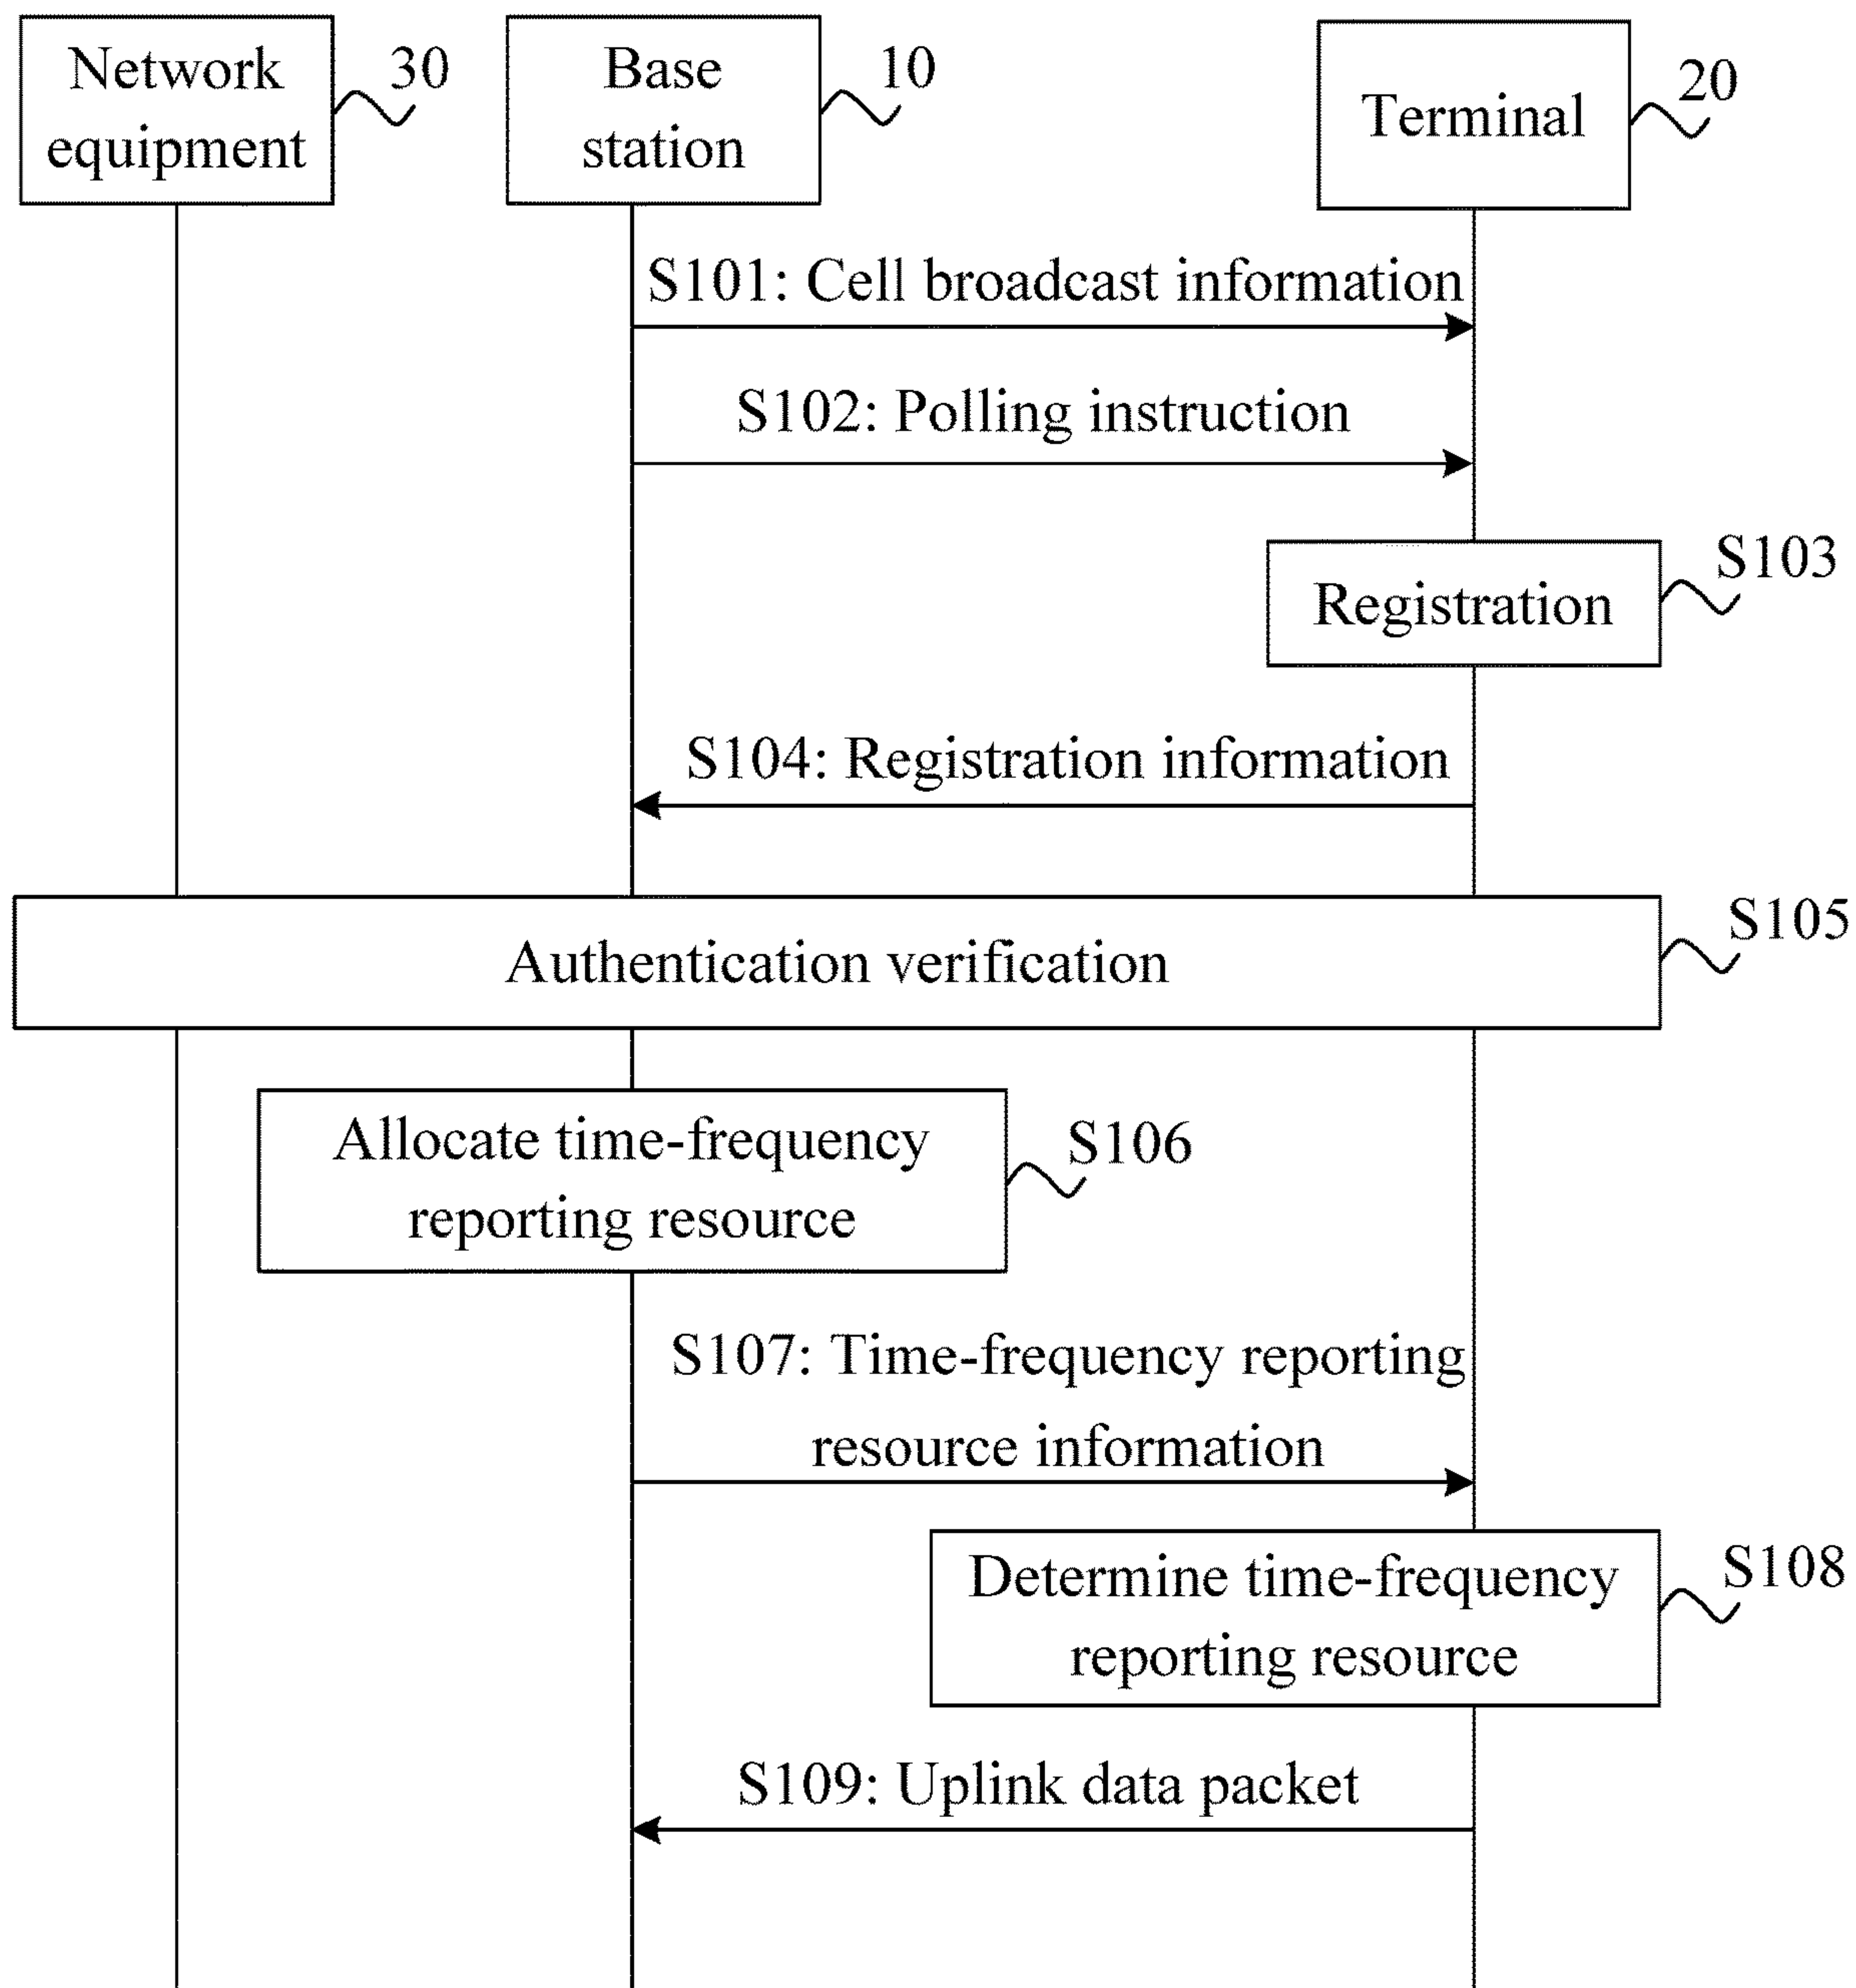 Network
equipment
30
Base
station
10
Terminal
20
S101: Cell broadcast information
S102: Polling instruction
Registration
S103
S104: Registration information
Authentication verification
S105
Allocate time-frequency
reporting resource
S106
S107: Time-frequency reporting
resource information
Determine time-frequency
reporting resource
S108
S109: Uplink data packet